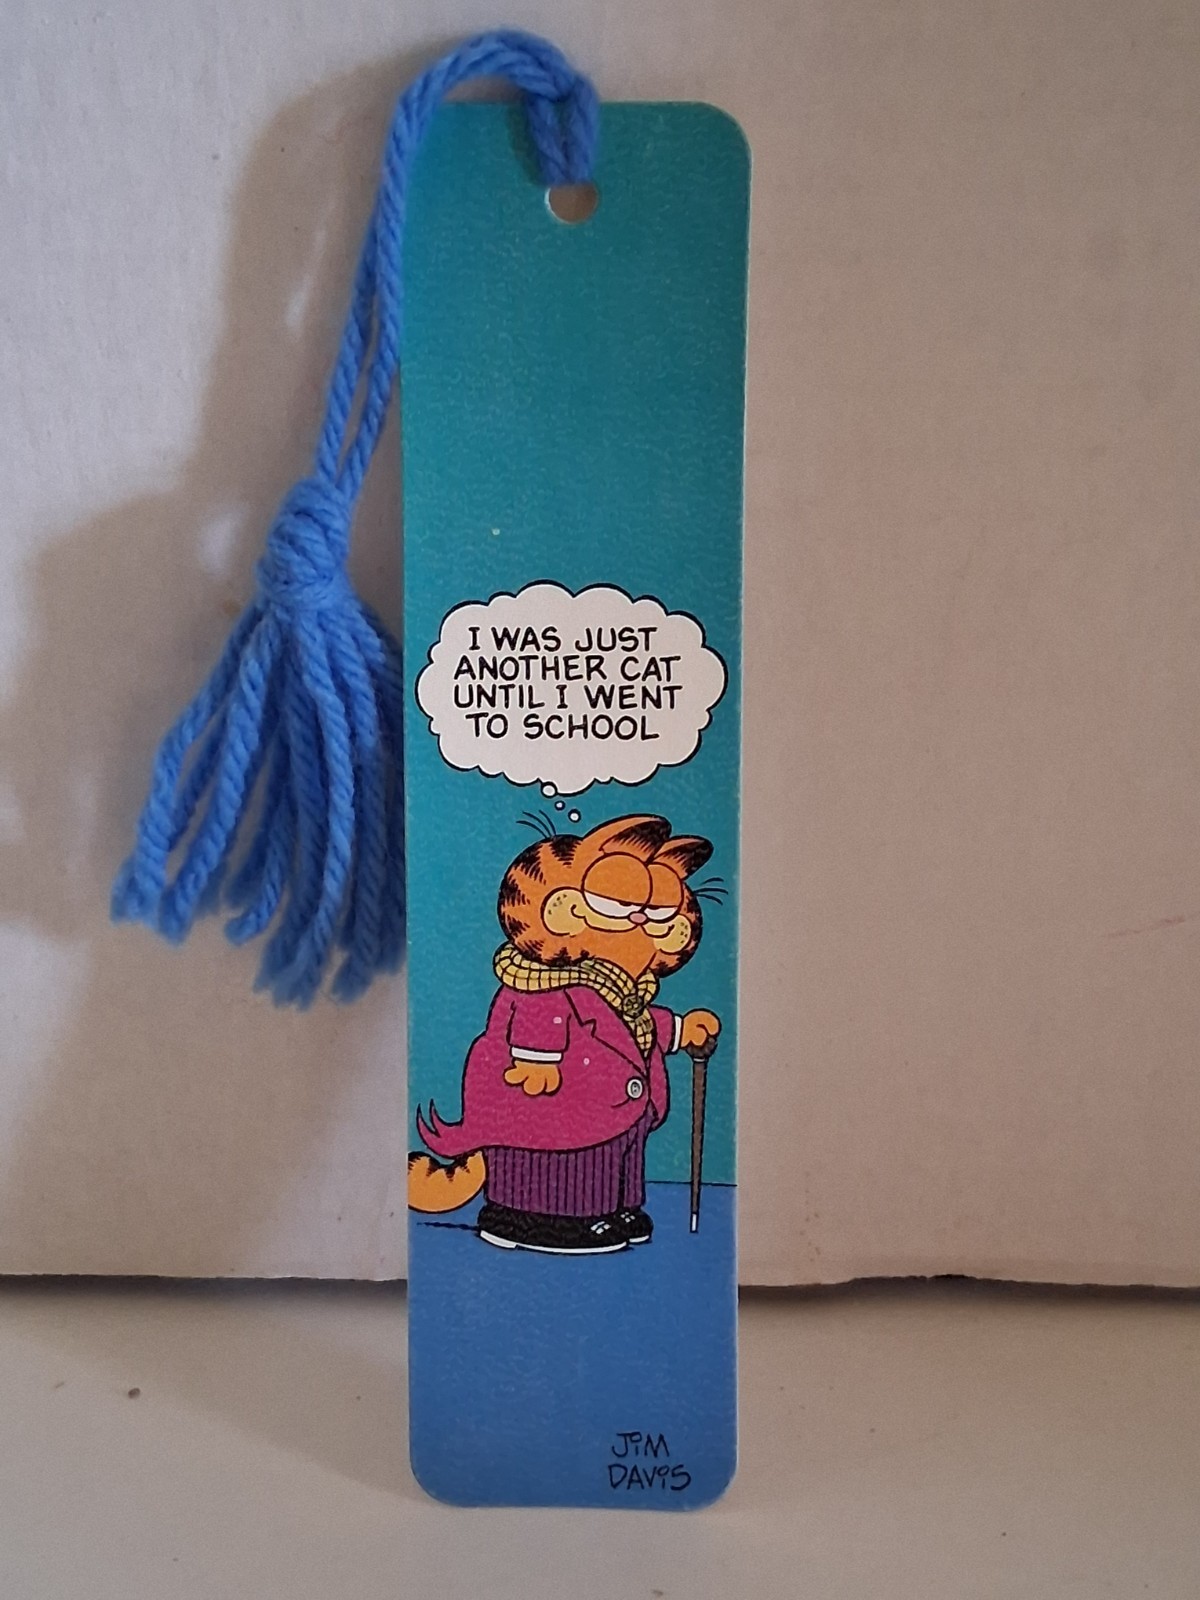 I WAS JUST
ANOTHER CAT
UNTIL I WENT
TO SCHOOL
JIM
DAVIS